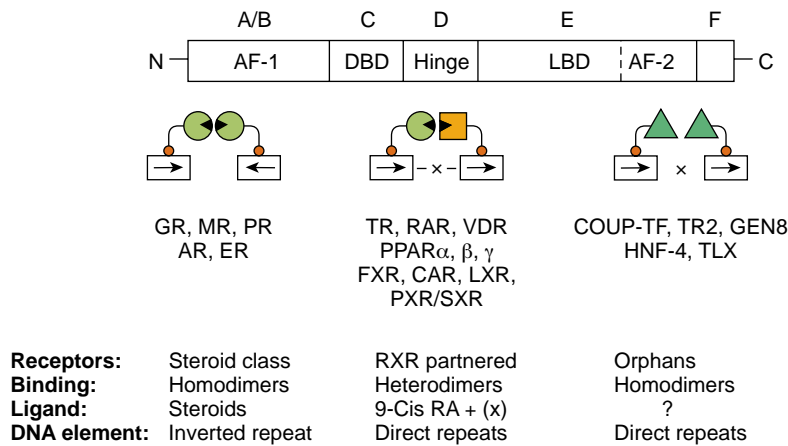 A/B C D E F
N AF-1 DBD Hinge LBD AF-2 C
× ×
GR, MR, PR TR, RAR, VDR COUP-TF, TR2, GEN8
AR, ER PPARα, β, γ HNF-4, TLX
FXR, CAR, LXR,
PXR/SXR
Receptors: Steroid class RXR partnered Orphans
Binding: Homodimers Heterodimers Homodimers
Ligand: Steroids 9-Cis RA + (x) ?
DNA element: Inverted repeat Direct repeats Direct repeats